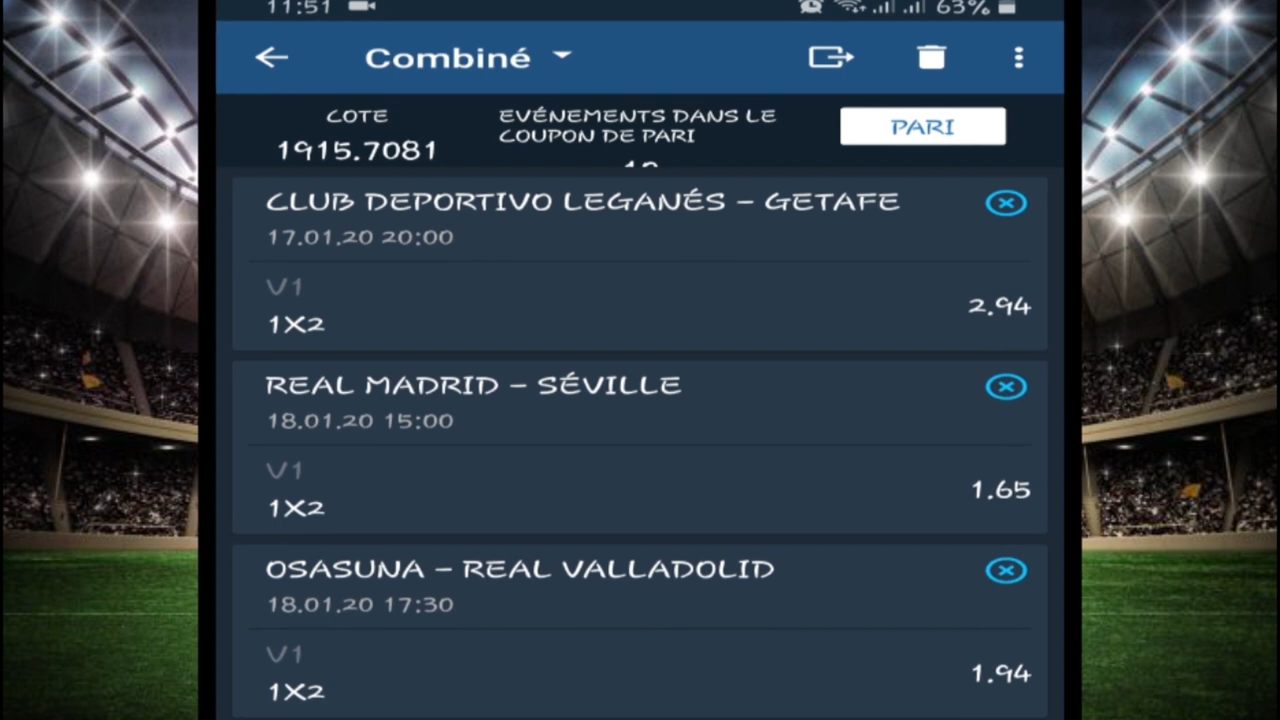 11:51
63%
Combiné
COTE
EVÉNEMENTS DANS LE
COUPON DE PARI
PARI
1915.7081
CLUB DEPORTIVO LEGANÉS – GETAFE
17.01.20 20:00
V1
1X2
2.94
REAL MADRID – SÉVILLE
18.01.20 15:00
V1
1X2
1.65
OSASUNA – REAL VALLADOLID
18.01.20 17:30
V1
1X2
1.94